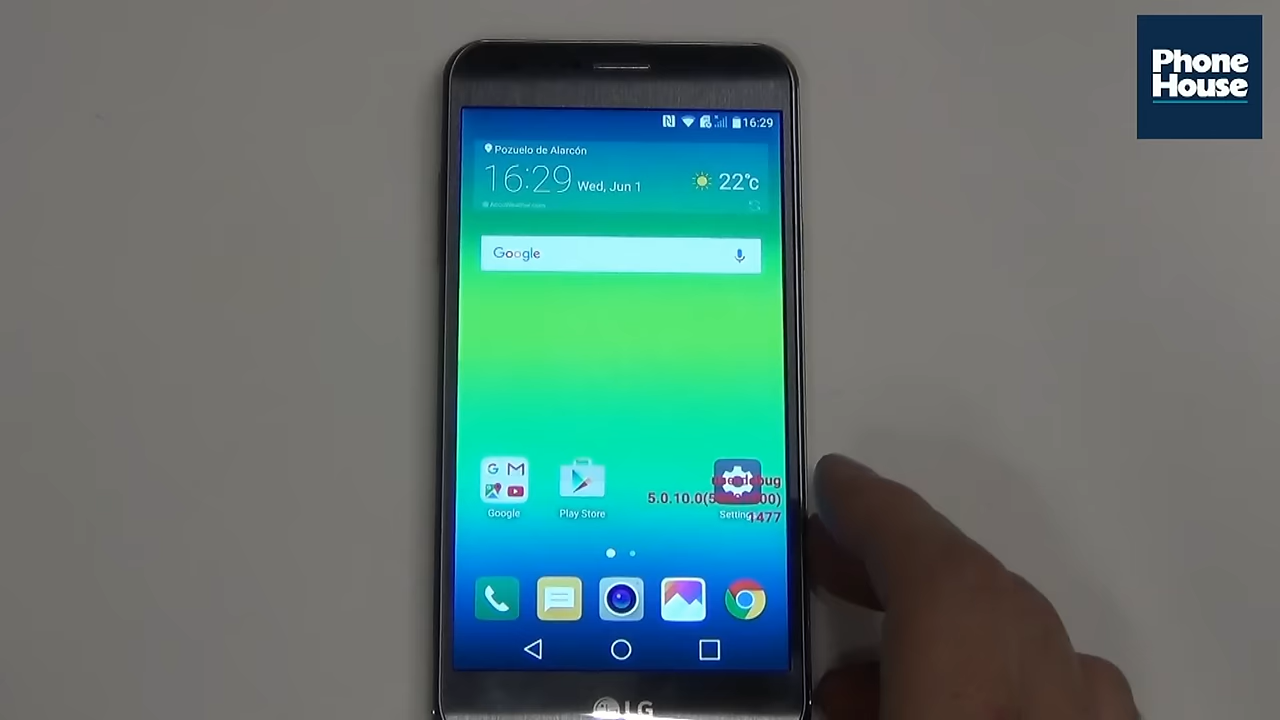 Phone
House
16:29
Pozuelo de Alarcón
16:29 Wed, Jun 1
22°c
Google
5.0.10.0(5
00)
1477
Google
Play Store
LG